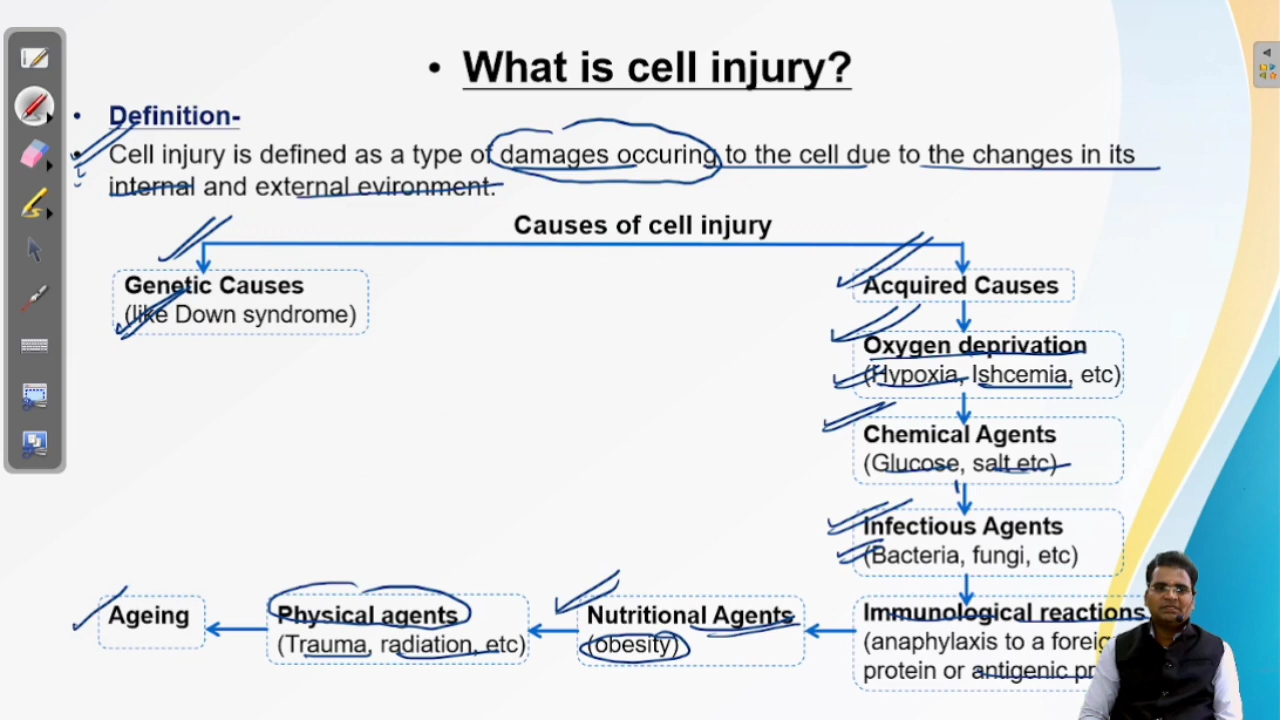 • What is cell injury?
• Definition-
• Cell injury is defined as a type of damages occuring to the cell due to the changes in its
internal and external evironment.
Causes of cell injury
Genetic Causes
(like Down syndrome)
Acquired Causes
Oxygen deprivation
(Hypoxia, Ishcemia, etc)
Chemical Agents
(Glucose, salt etc)
Infectious Agents
(Bacteria, fungi, etc)
Immunological reactions
(anaphylaxis to a
protein or antigenic
Nutritional Agents
(obesity)
Physical agents
(Trauma, radiation, etc)
Ageing